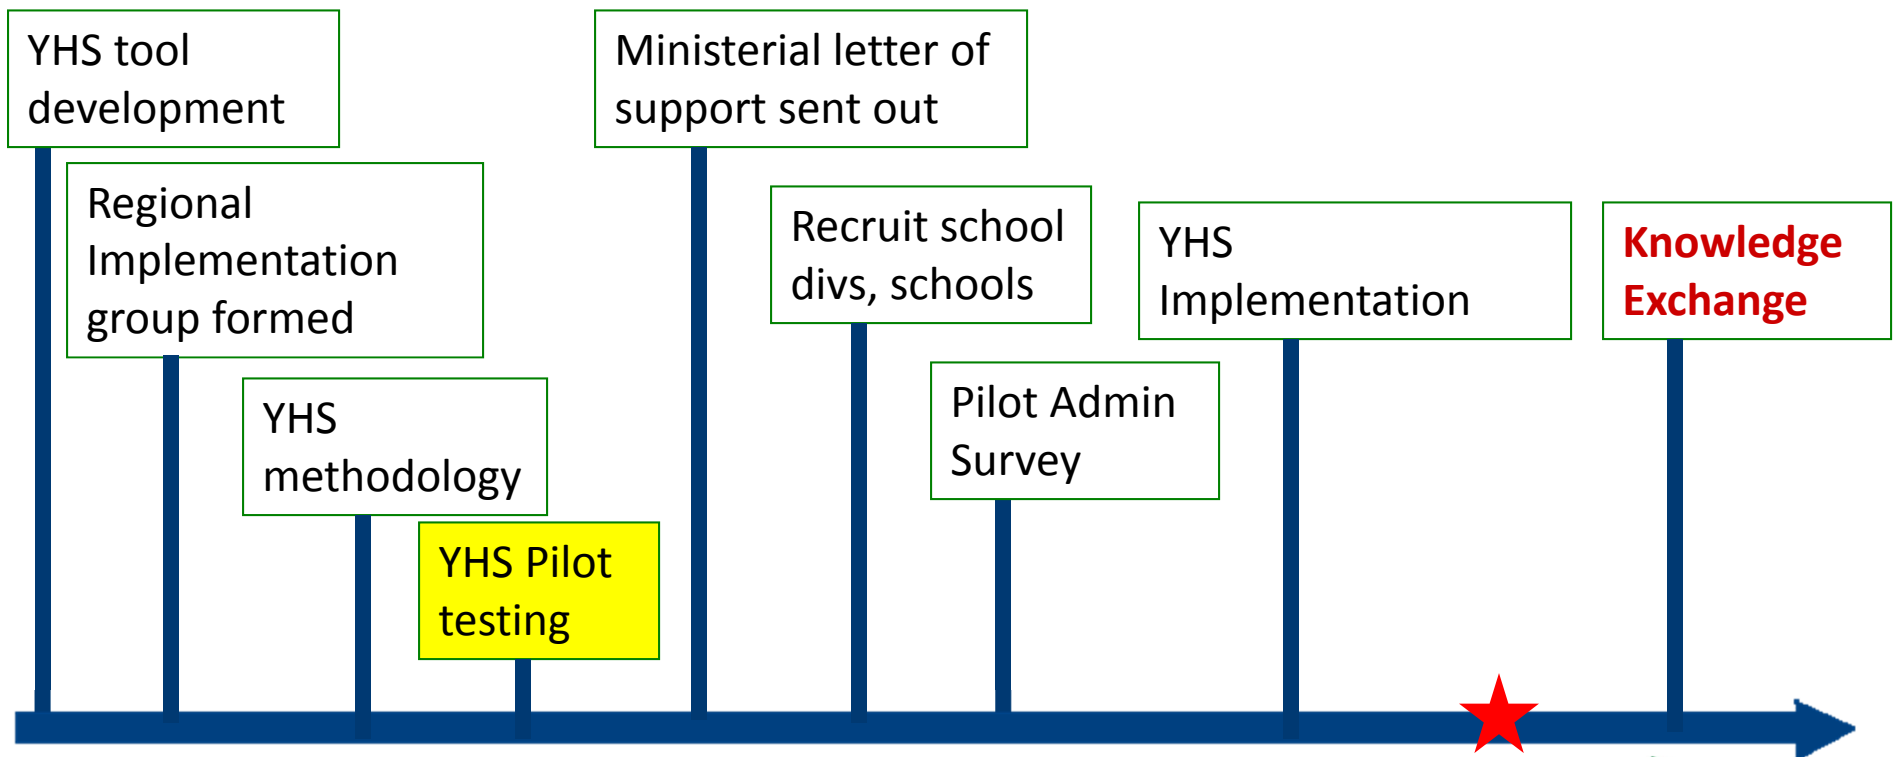 YHS tool
development
Regional
Implementation
group formed
YHS
methodology
YHS Pilot
testing
Ministerial letter of
support sent out
Recruit school
divs, schools
Pilot Admin
Survey
YHS
Implementation
Knowledge
Exchange